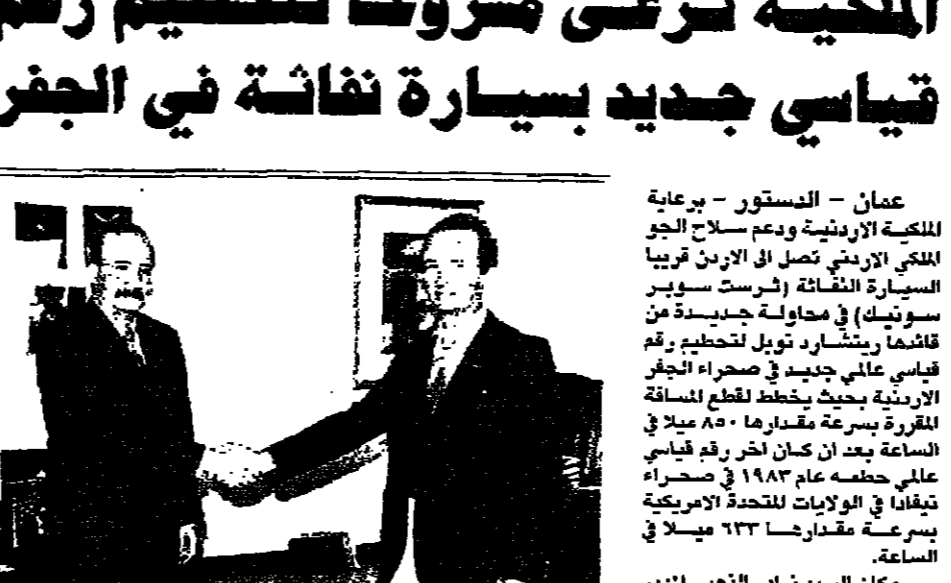 الملكية ترعى مشروعا لتحطيم رقم
قياسي جديد بسيارة نفاثة في الجفر
عمان – الدستور – برعاية
الملكية الاردنية ودعم سلاح الجو
الملكي الاردني تصل الى الاردن قريبا
السيارة النفاثة (ثرست سوبر
سونيك) في محاولة جديدة من
قائدها ريتشارد نوبل لتحطيم رقم
قياسي عالمي جديد في صحراء الجفر
الاردنية بحيث يخطط لقطع المسافة
المقررة بسرعة مقدارها ٨٥٠ ميلا في
الساعة بعد ان كان اخر رقم قياسي
عالمي حطمه عام ١٩٨٣ في صحراء
نيفادا في الولايات المتحدة الامريكية
بسرعة مقدارها ٦٣٣ ميلا في
الساعة.